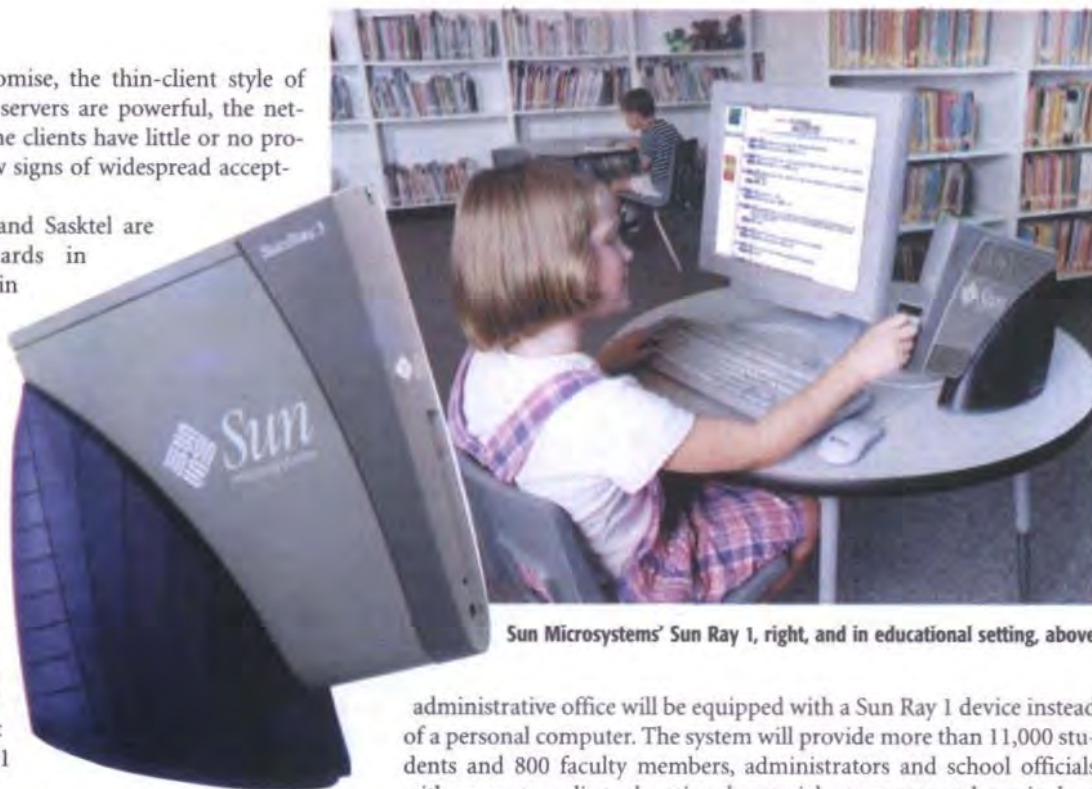 omise, the thin-client style of
servers are powerful, the net-
ne clients have little or no pro-
w signs of widespread accept-
and Sasktel are
ards in
in
Sun
Sun
Sun Microsystems' Sun Ray 1, right, and in educational setting, above
administrative office will be equipped with a Sun Ray 1 device instead
of a personal computer. The system will provide more than 11,000 stu-
dents and 800 faculty members, administrators and school officials